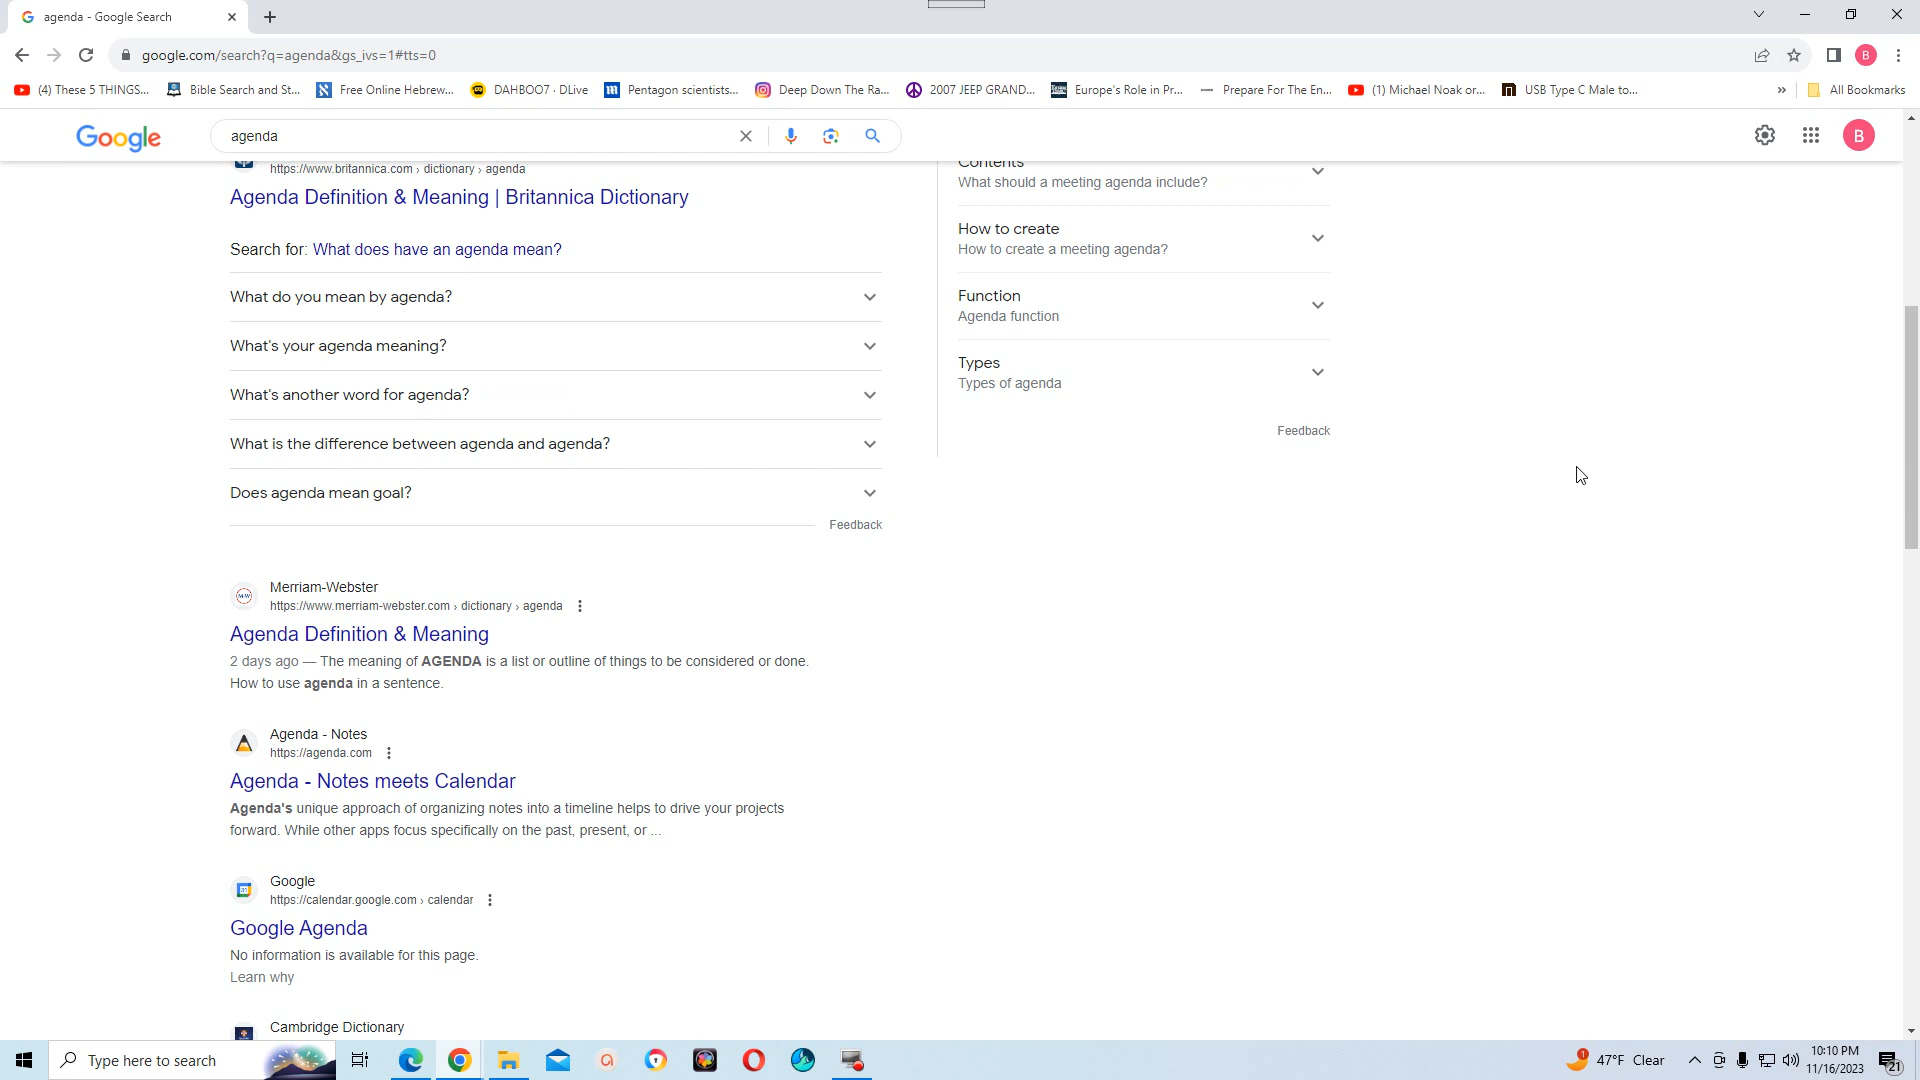 agenda - Google Search
google.com/search?q=agenda&gs_ivs=1#tts=0
B
(4) These 5 THINGS...
Bible Search and St...
Free Online Hebrew...
DAHBOO7 · DLive
Pentagon scientists...
Deep Down The Ra...
2007 JEEP GRAND...
Europe's Role in Pr...
Prepare For The En...
(1) Michael Noak or...
USB Type C Male to...
»
All Bookmarks
Google
agenda
B
https://www.britannica.com › dictionary › agenda
Agenda Definition & Meaning | Britannica Dictionary
Search for: What does have an agenda mean?
What do you mean by agenda?
What's your agenda meaning?
What's another word for agenda?
What is the difference between agenda and agenda?
Does agenda mean goal?
Feedback
Contents
What should a meeting agenda include?
How to create
How to create a meeting agenda?
Function
Agenda function
Types
Types of agenda
Feedback
M-W
Merriam-Webster
https://www.merriam-webster.com › dictionary › agenda
Agenda Definition & Meaning
2 days ago — The meaning of AGENDA is a list or outline of things to be considered or done.
How to use agenda in a sentence.
Agenda - Notes
https://agenda.com
Agenda - Notes meets Calendar
Agenda's unique approach of organizing notes into a timeline helps to drive your projects
forward. While other apps focus specifically on the past, present, or ...
31
Google
https://calendar.google.com › calendar
Google Agenda
No information is available for this page.
Learn why
Cambridge Dictionary
Type here to search
1
47°F Clear
10:10 PM
11/16/2023
21